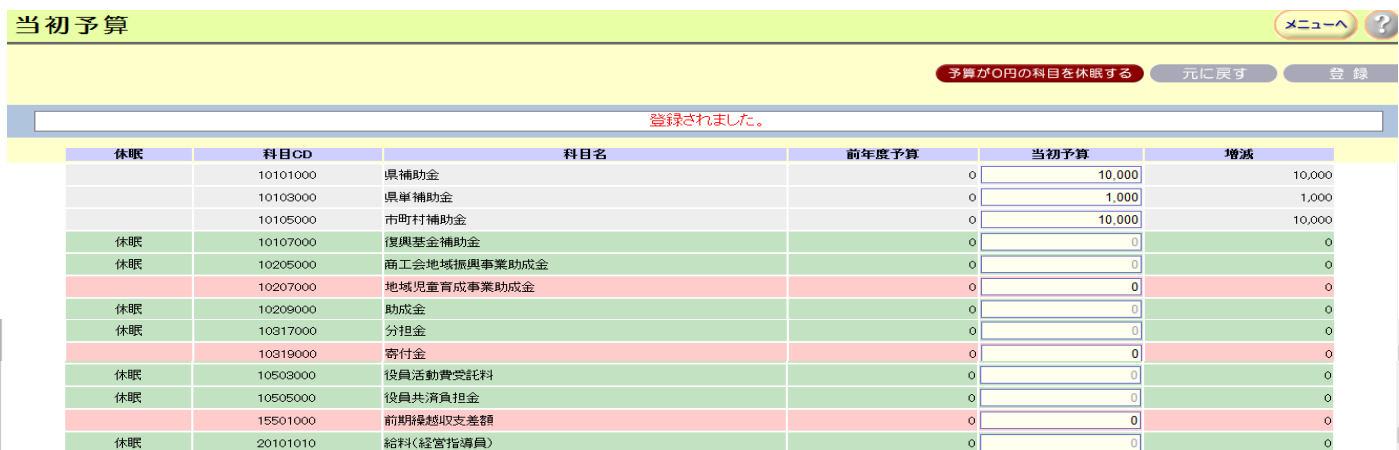 当初予算 メニューへ ?
予算が0円の科目を休眠する 元に戻す 登 録
登録されました。
休眠 科目CD 科目名 前年度予算 当初予算 増減
10101000 県補助金 0 10,000 10,000
10103000 県単補助金 0 1,000 1,000
10105000 市町村補助金 0 10,000 10,000
休眠 10107000 復興基金補助金 0 0 0
休眠 10205000 商工会地域振興事業助成金 0 0 0
10207000 地域児童育成事業助成金 0 0 0
休眠 10209000 助成金 0 0 0
休眠 10317000 分担金 0 0 0
10319000 寄付金 0 0 0
休眠 10503000 役員活動費受託料 0 0 0
休眠 10505000 役員共済負担金 0 0 0
15501000 前期繰越収支差額 0 0 0
休眠 20101010 給料(経営指導員) 0 0 0